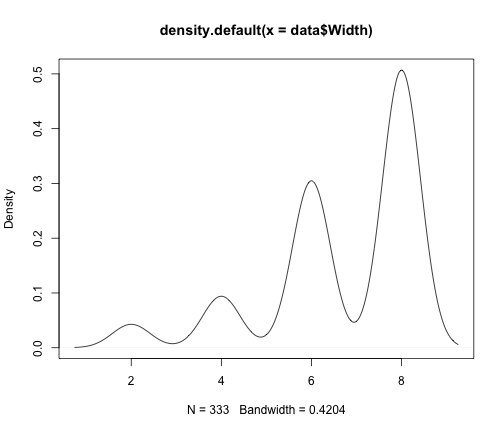 density.default(x = data$Width)
Density
0.5
0.4
0.3
0.2
0.1
0.0
2 4 6 8
N = 333 Bandwidth = 0.4204